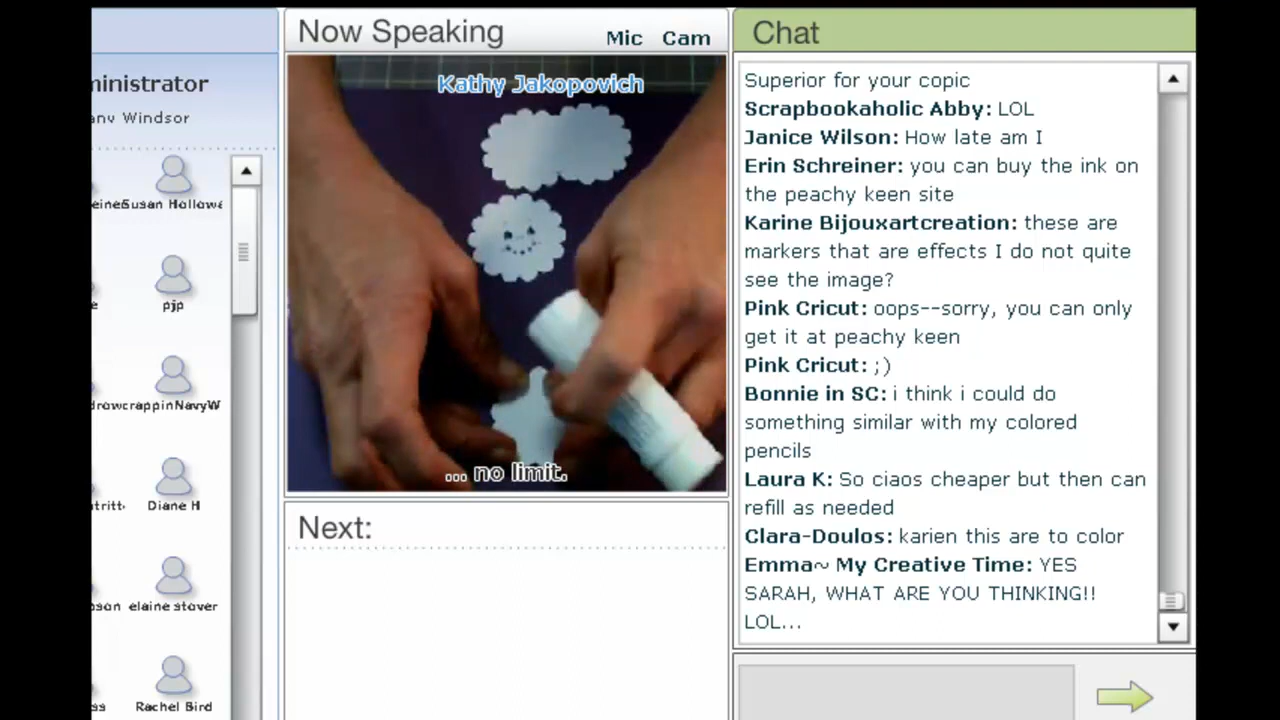 ministrator
any Windsor
Susan Hollowa
pjp
Diane H
elaine stover
Rachel Bird
Now Speaking
Mic Cam
Kathy Jakopovich
... no limit.
Next:
Chat
Superior for your copic
Scrapbookaholic Abby: LOL
Janice Wilson: How late am I
Erin Schreiner: you can buy the ink on
the peachy keen site
Karine Bijouxartcreation: these are
markers that are effects I do not quite
see the image?
Pink Cricut: oops--sorry, you can only
get it at peachy keen
Pink Cricut: ;)
Bonnie in SC: i think i could do
something similar with my colored
pencils
Laura K: So ciaos cheaper but then can
refill as needed
Clara-Doulos: karien this are to color
Emma~ My Creative Time: YES
SARAH, WHAT ARE YOU THINKING!!
LOL...